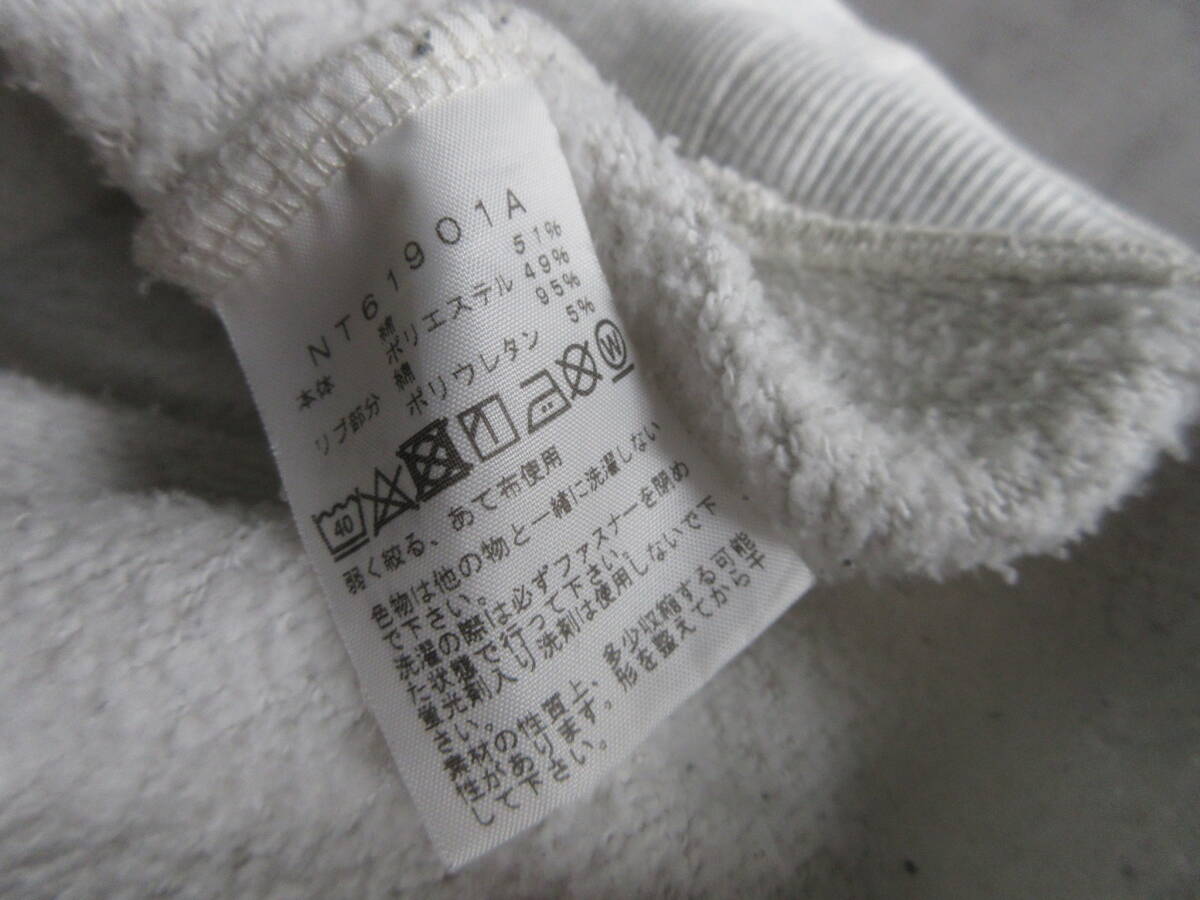 NT61901A
本体 綿 51%
ポリエステル 49%
リブ部分 綿 95%
ポリウレタン 5%
40 W
弱く絞る、あて布使用
色物は他の物と一緒に洗濯しない
で下さい。
洗濯の際は必ずファスナーを閉め
た状態で行って下さい。
蛍光剤入り洗剤は使用しないで下
さい。
素材の性質上、多少収縮する可能
性があります。形を整えてから干
して下さい。